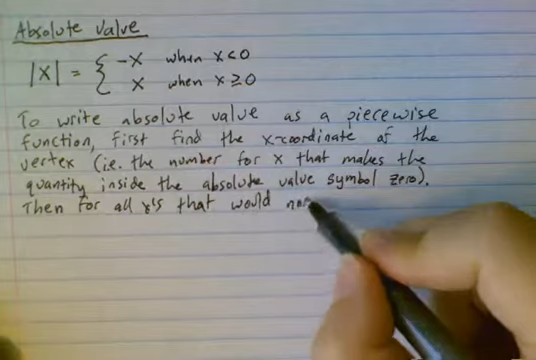 Absolute Value
|X| = { -X when x < 0
X when x ≥ 0
To write absolute value as a piecewise
function, first find the x-coordinate of the
vertex (i.e. the number for x that makes the
quantity inside the absolute value symbol zero).
Then for all x's that would